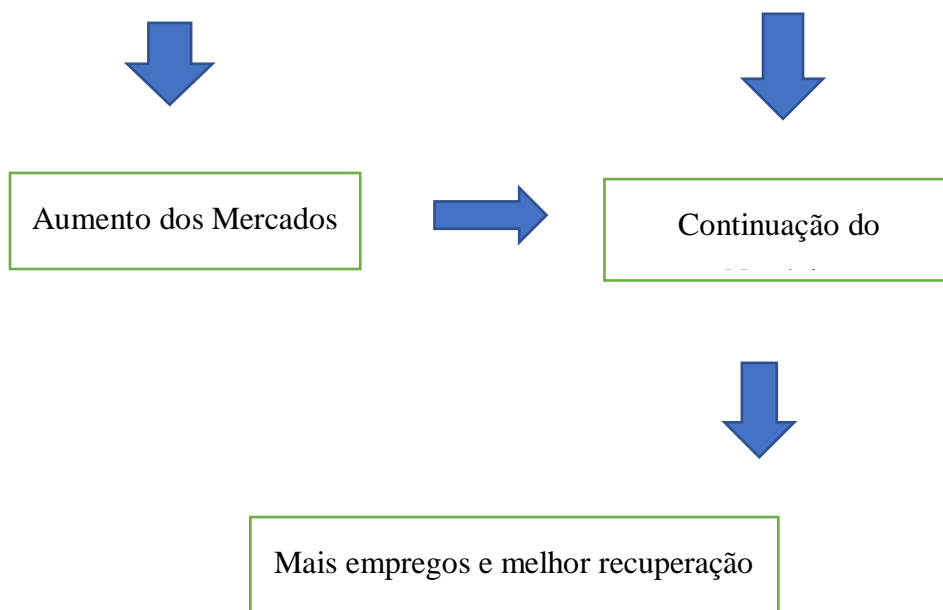 Aumento dos Mercados
Continuação do
Mais empregos e melhor recuperação